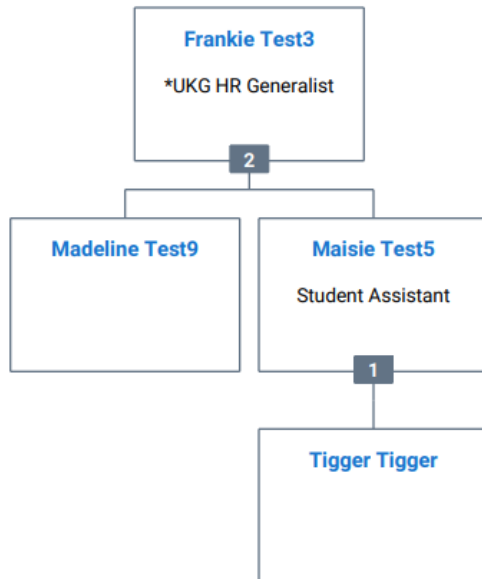 Frankie Test3
*UKG HR Generalist
2
Madeline Test9
Maisie Test5
Student Assistant
1
Tigger Tigger